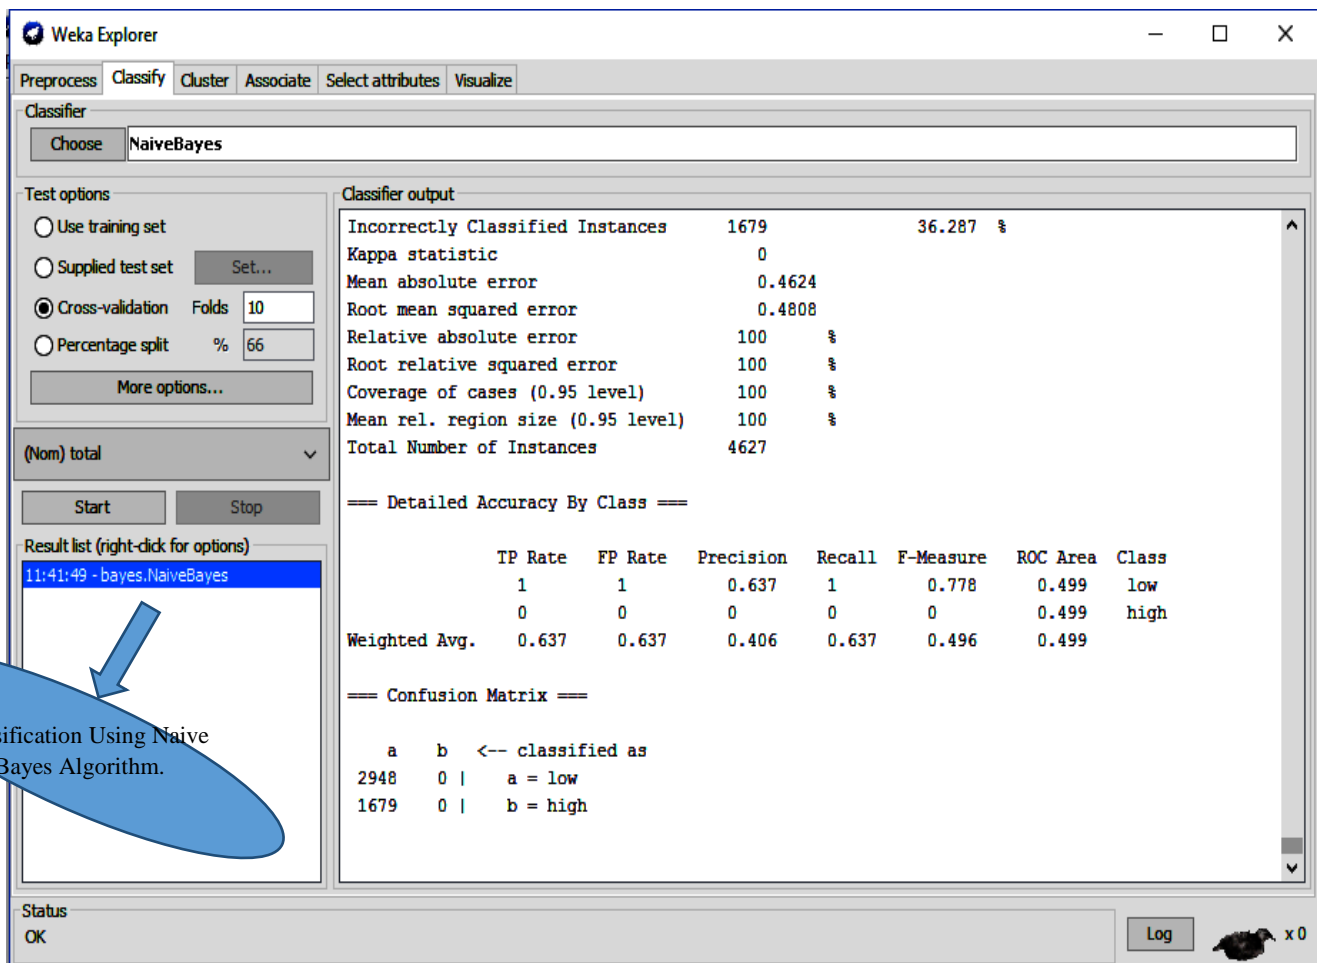 Weka Explorer
Preprocess Classify Cluster Associate Select attributes Visualize
Classifier
Choose NaiveBayes
Test options
Use training set
Supplied test set Set...
Cross-validation Folds 10
Percentage split % 66
More options...
(Nom) total
Start Stop
Result list (right-click for options)
11:41:49 - bayes.NaiveBayes
Naive
Bayes Algorithm.
Classifier output
Incorrectly Classified Instances 1679 36.287 %
Kappa statistic 0
Mean absolute error 0.4624
Root mean squared error 0.4808
Relative absolute error 100 %
Root relative squared error 100 %
Coverage of cases (0.95 level) 100 %
Mean rel. region size (0.95 level) 100 %
Total Number of Instances 4627
=== Detailed Accuracy By Class ===
TP Rate FP Rate Precision Recall F-Measure ROC Area Class
1 1 0.637 1 0.778 0.499 low
0 0 0 0 0 0.499 high
Weighted Avg. 0.637 0.637 0.406 0.637 0.496 0.499
=== Confusion Matrix ===
a b <-- classified as
2948 0 | a = low
1679 0 | b = high
Status
OK
Log x 0